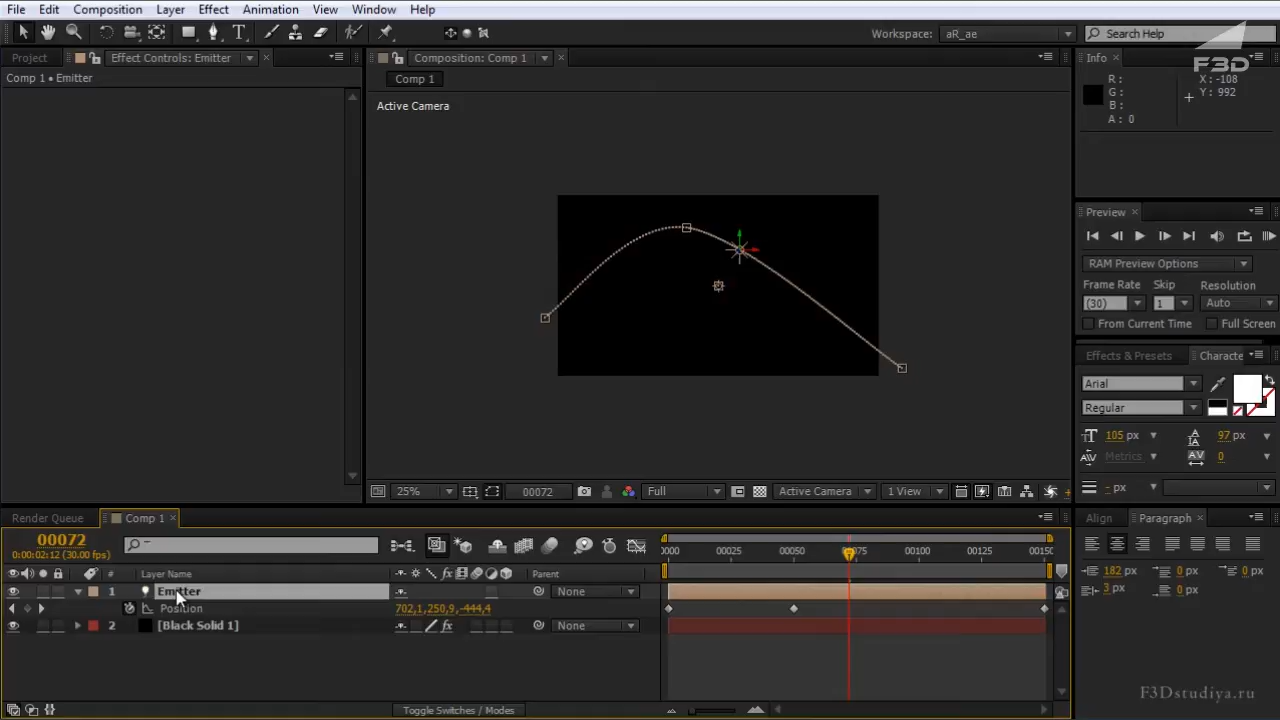 File Edit Composition Layer Effect Animation View Window Help
Workspace: aR_ae Search Help
F3D
Project Effect Controls: Emitter Composition: Comp 1 Info
Comp 1 • Emitter Comp 1
R: X: -108
G: Y: 992
B:
A: 0
Active Camera
Preview
RAM Preview Options
Frame Rate Skip Resolution
(30) 1 Auto
From Current Time Full Screen
Effects & Presets Characte
Arial
Regular
105 px 97 px
Metrics 0
- px
25% 00072 Full Active Camera 1 View
Render Queue Comp 1 Align Paragraph
00072
0:00:02:12 (30.00 fps)
0000 00025 00050 00075 00100 00125 00150
# Layer Name Parent
182 px 0 px 0 px
3 px 0 px
1 Emitter None
Position 702,1,250,9,-444,4
2 [Black Solid 1] None
F3Dstudiya.ru
Toggle Switches / Modes